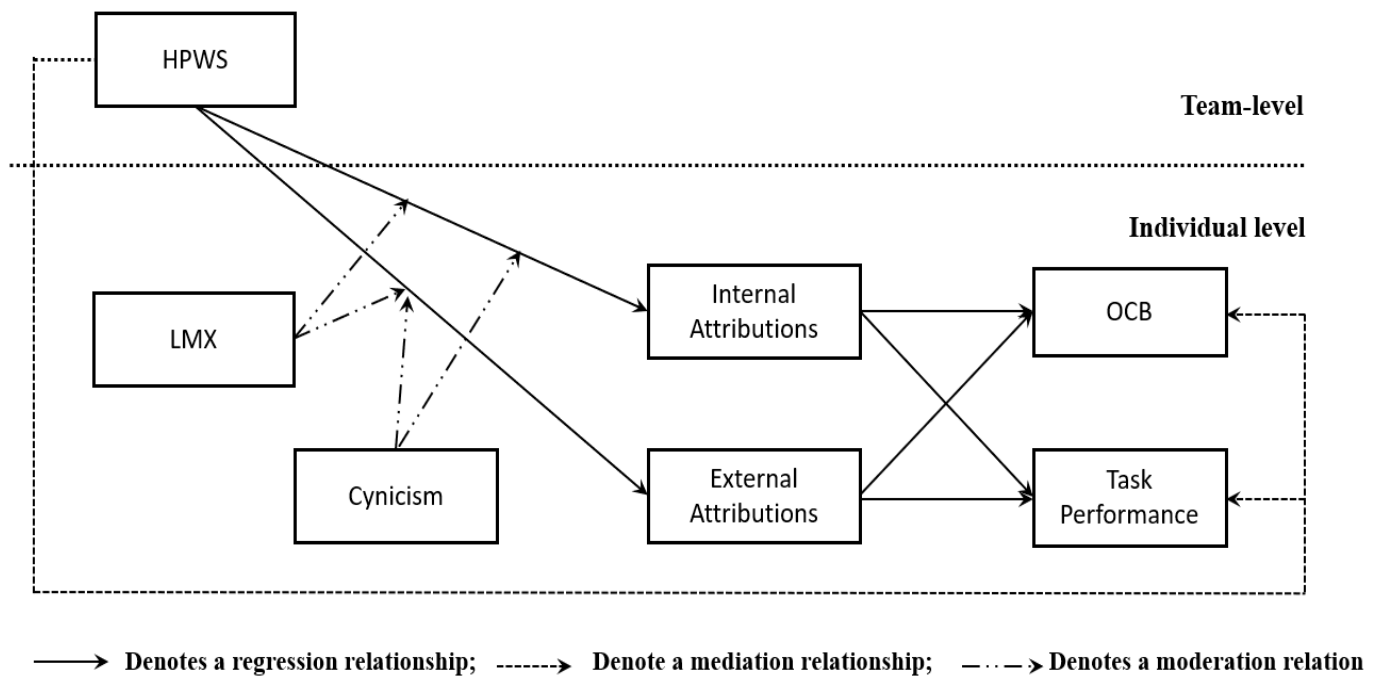 HPWS
Team-level
Individual level
Internal
Attributions
OCB
LMX
External
Attributions
Task
Performance
Cynicism
Denotes a regression relationship; Denote a mediation relationship; Denotes a moderation relation